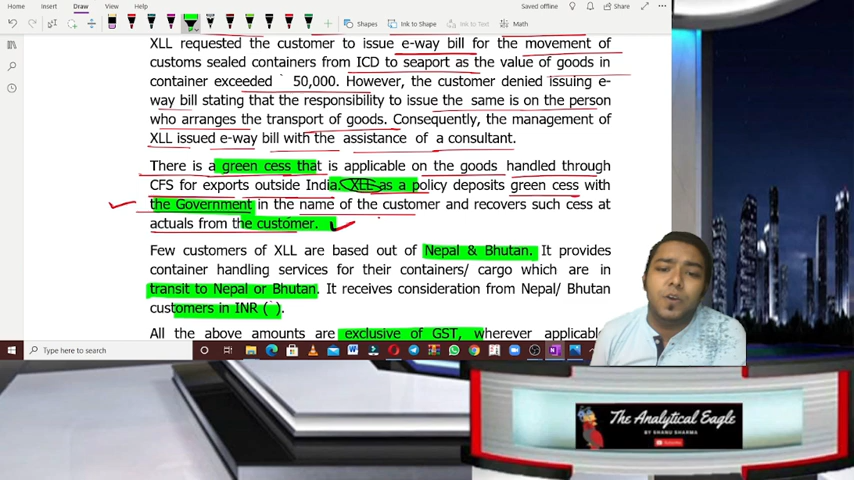 Home Insert Draw Design Layout References Saved offline Share
Shapes Ink to Shape Ink to Text Math
XLL requested the customer to issue e-way bill for the movement of
customs sealed containers from ICD to seaport as the value of goods in
container exceeded ` 50,000. However, the customer denied issuing e-
way bill stating that the responsibility to issue the same is on the person
who arranges the transport of goods. Consequently, the management of
XLL issued e-way bill with the assistance of a consultant.
There is a green cess that is applicable on the goods handled through
CFS for exports outside India. XLL as a policy deposits green cess with
the Government in the name of the customer and recovers such cess at
actuals from the customer.
Few customers of XLL are based out of Nepal & Bhutan. It provides
container handling services for their containers/ cargo which are in
transit to Nepal or Bhutan. It receives consideration from Nepal/ Bhutan
customers in INR (`).
All the above amounts are exclusive of GST, wherever applicable
Type here to search
The Analytical Eagle
BY SHANU SHARMA
Subscribe